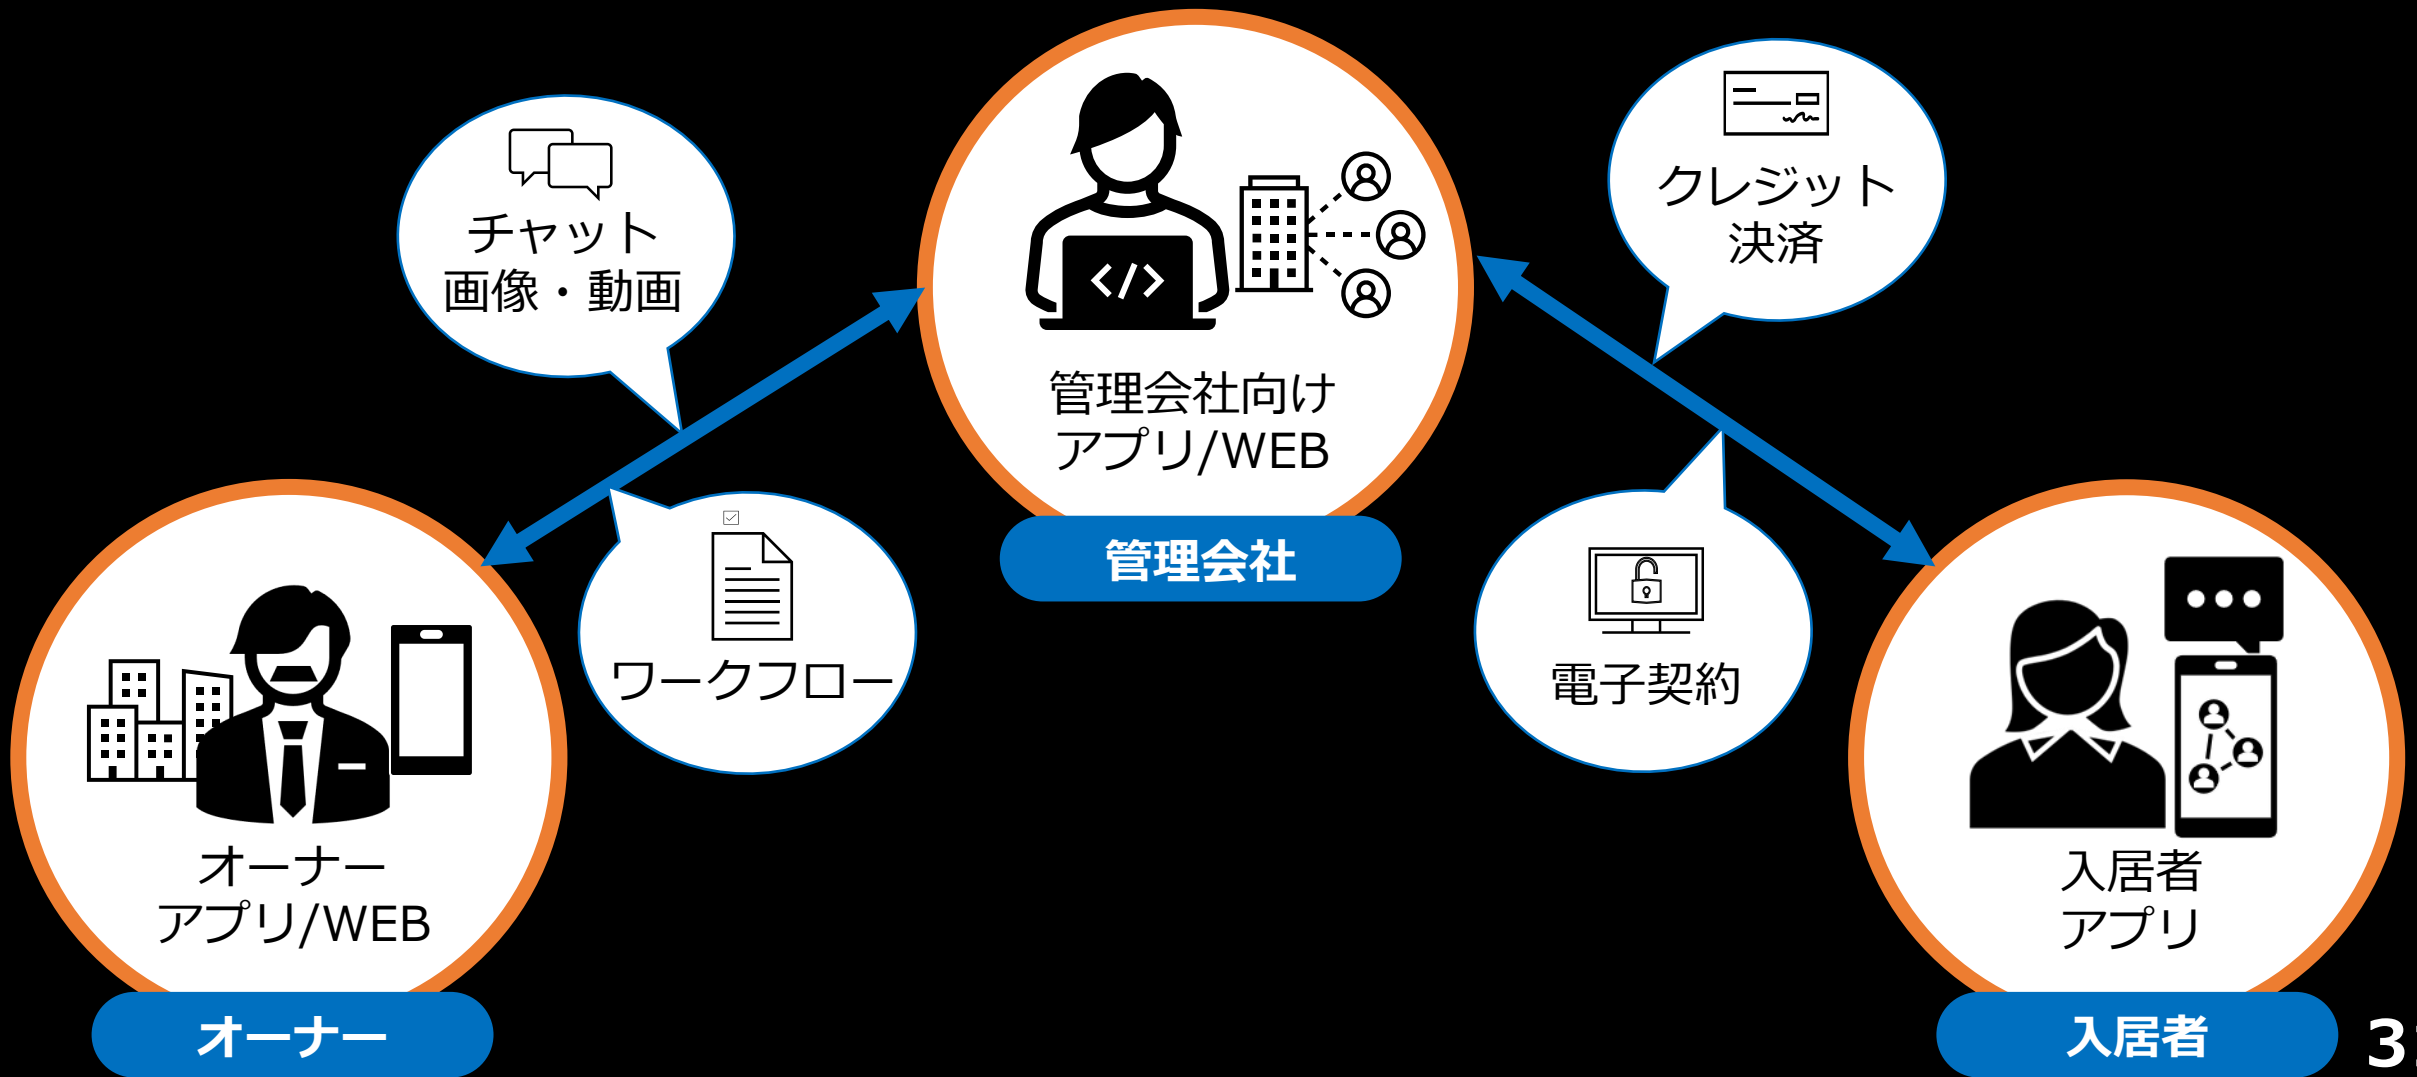 チャット
画像・動画
クレジット
決済
管理会社向け
アプリ/WEB
管理会社
ワークフロー
電子契約
オーナー
アプリ/WEB
オーナー
入居者
アプリ
入居者